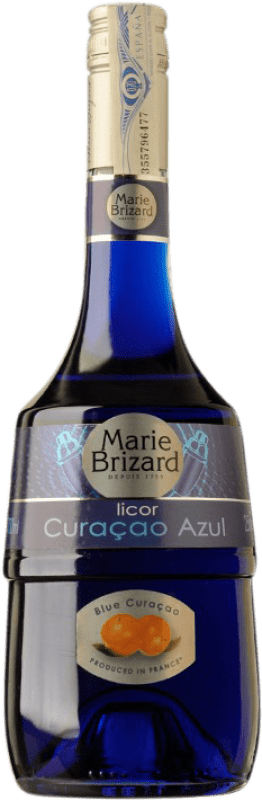 ESPAÑA
355796477
Marie
Brizard
Marie
Brizard
DEPUIS 1755
licor
Curaçao Azul
Blue Curaçao
PRODUCED IN FRANCE